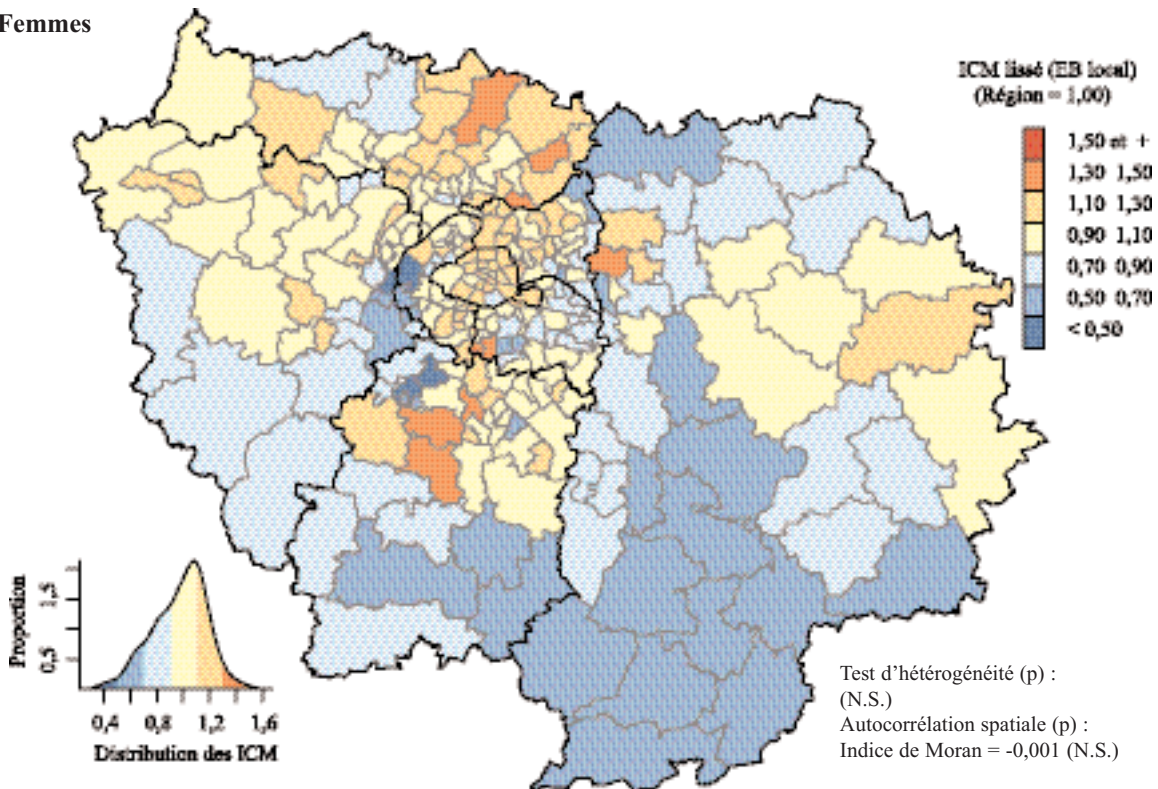 Femmes
ICM lissé (EB local)
(Région = 1,00)
1,50 et +
1,30 1,50
1,10 1,30
0,90 1,10
0,70 0,90
0,50 0,70
< 0,50
Proportion
1,5
0,5
0,4 0,8 1,2 1,6
Distribution des ICM
Test d'hétérogénéité (p) :
(N.S.)
Autocorrélation spatiale (p) :
Indice de Moran = -0,001 (N.S.)